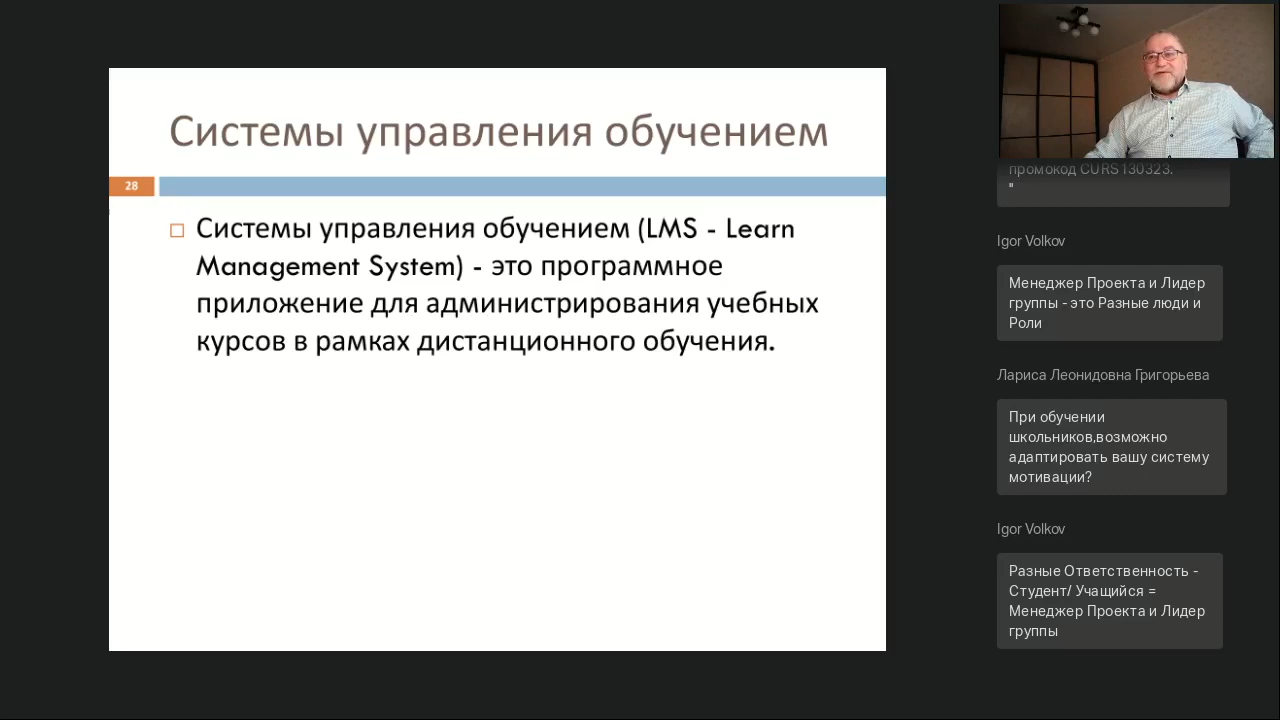 Системы управления обучением
28
Системы управления обучением (LMS - Learn
Management System) - это программное
приложение для администрирования учебных
курсов в рамках дистанционного обучения.
промокод CURS130323.
"
Igor Volkov
Менеджер Проекта и Лидер
группы - это Разные люди и
Роли
Лариса Леонидовна Григорьева
При обучении
школьников,возможно
адаптировать вашу систему
мотивации?
Igor Volkov
Разные Ответственность -
Студент/ Учащийся =
Менеджер Проекта и Лидер
группы